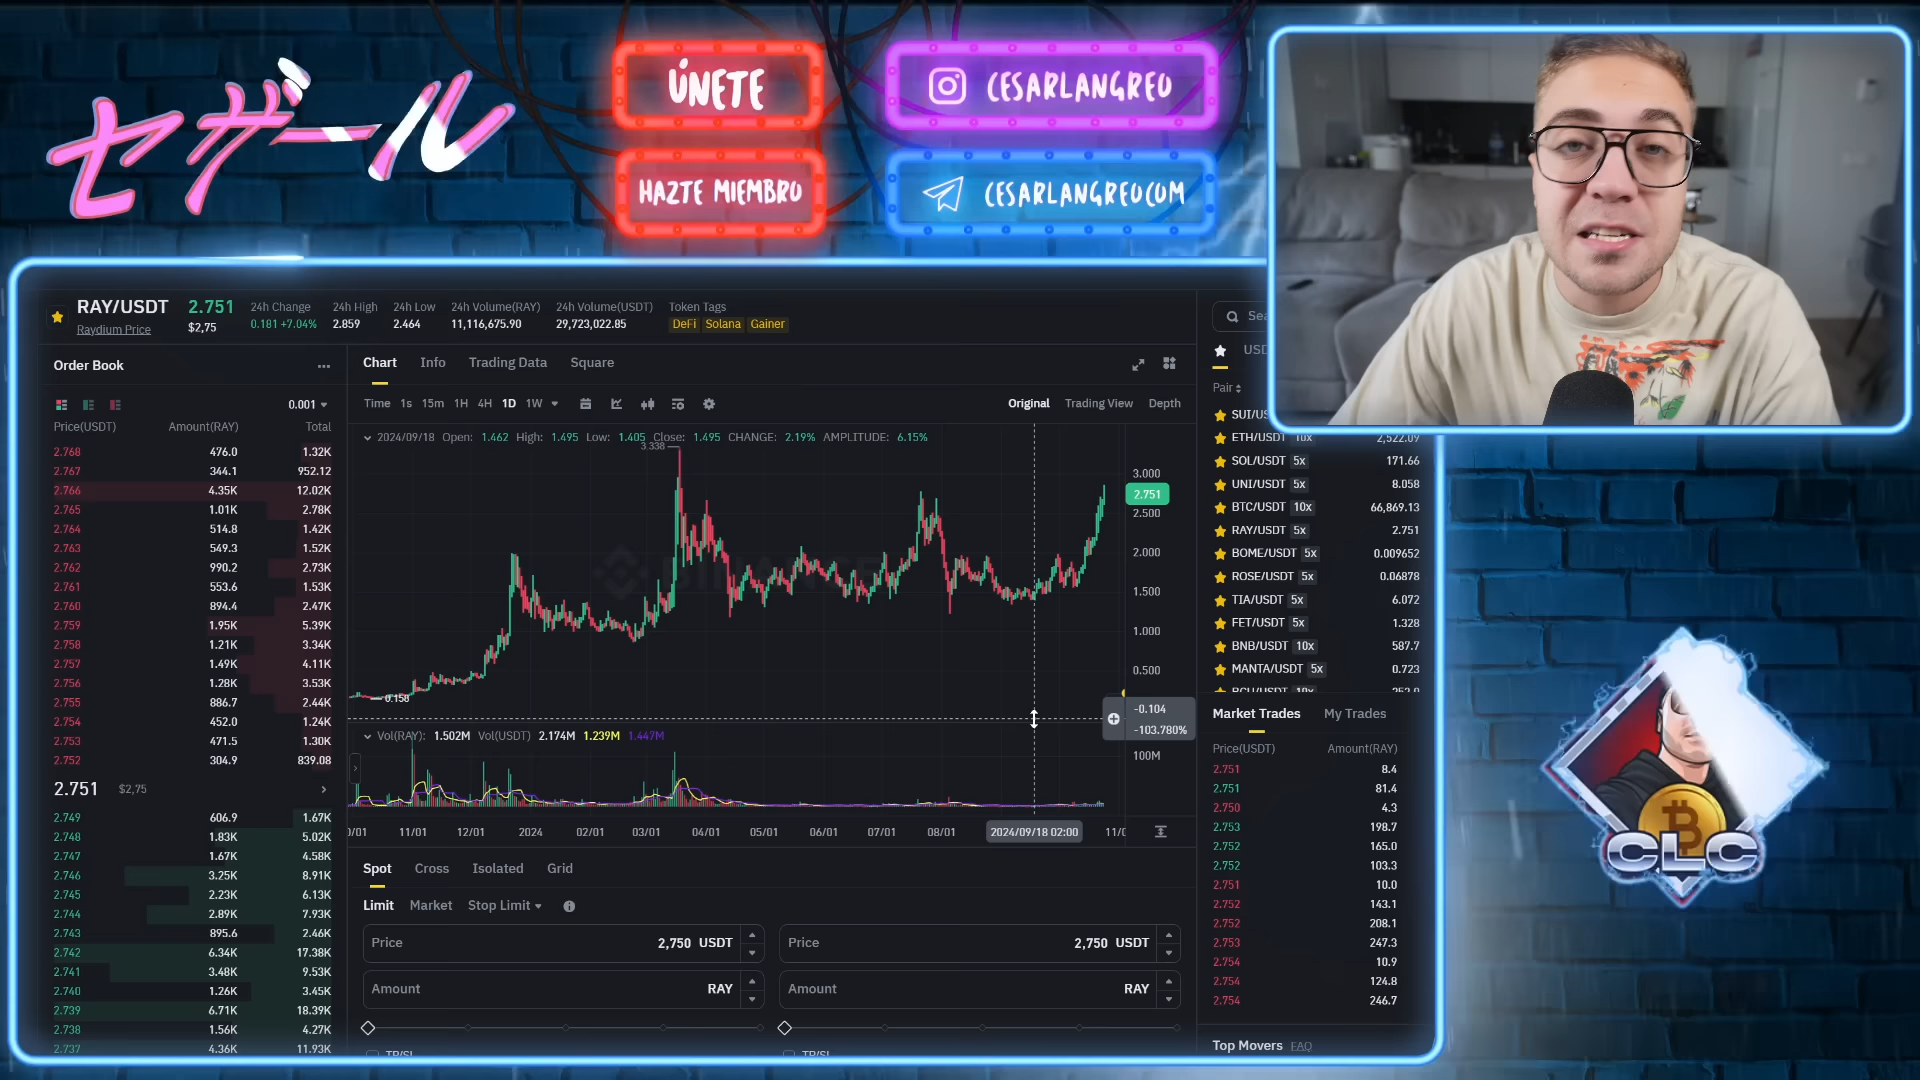 セザール
ÚNETE
HAZTE MIEMBRO
CESARLANGREO
CESARLANGREOCOM
RAY/USDT
Raydium Price
2.751
$2,75
24h Change
0.181 +7.04%
24h High
2.859
24h Low
2.464
24h Volume(RAY)
11,116,675.90
24h Volume(USDT)
29,723,022.85
Token Tags
DeFi Solana Gainer
Order Book
0.001
Price(USDT) Amount(RAY) Total
2.768 476.0 1.32K
2.767 344.1 952.12
2.766 4.35K 12.02K
2.765 1.01K 2.78K
2.764 514.8 1.42K
2.763 549.3 1.52K
2.762 990.2 2.73K
2.761 553.6 1.53K
2.760 894.4 2.47K
2.759 1.95K 5.39K
2.758 1.21K 3.34K
2.757 1.49K 4.11K
2.756 1.28K 3.53K
2.755 886.7 2.44K
2.754 452.0 1.24K
2.753 471.5 1.30K
2.752 304.9 839.08
2.751 $2,75
2.749 606.9 1.67K
2.748 1.83K 5.02K
2.747 1.67K 4.58K
2.746 3.25K 8.91K
2.745 2.23K 6.13K
2.744 2.89K 7.93K
2.743 895.6 2.46K
2.742 6.34K 17.38K
2.741 3.48K 9.53K
2.740 1.26K 3.45K
2.739 6.71K 18.39K
2.738 1.56K 4.27K
2.737 4.36K 11.93K
Chart Info Trading Data Square
Time 1s 15m 1H 4H 1D 1W
Original Trading View Depth
2024/09/18 Open: 1.462 High: 1.495 Low: 1.405 Close: 1.495 CHANGE: 2.19% AMPLITUDE: 6.15%
3.338
3.000
2.751
2.500
2.000
BINANCE
1.500
1.000
0.500
0.158
-0.104
-103.780%
Vol(RAY): 1.502M Vol(USDT) 2.174M 1.239M 1.447M
100M
11/01 12/01 2024 02/01 03/01 04/01 05/01 06/01 07/01 08/01 2024/09/18 02:00
Spot Cross Isolated Grid
Limit Market Stop Limit
Price 2,750 USDT
Price 2,750 USDT
Amount RAY
Amount RAY
TP/SL
TP/SL
Pair
ETH/USDT 10x 2,522.09
SOL/USDT 5x 171.66
UNI/USDT 5x 8.058
BTC/USDT 10x 66,869.13
RAY/USDT 5x 2.751
BOME/USDT 5x 0.009652
ROSE/USDT 5x 0.06878
TIA/USDT 5x 6.072
FET/USDT 5x 1.328
BNB/USDT 10x 587.7
MANTA/USDT 5x 0.723
Market Trades My Trades
Price(USDT) Amount(RAY)
2.751 8.4
2.751 81.4
2.750 4.3
2.753 198.7
2.752 165.0
2.752 103.3
2.751 10.0
2.752 143.1
2.752 208.1
2.753 247.3
2.754 10.9
2.754 124.8
2.754 246.7
Top Movers FAQ
CLC